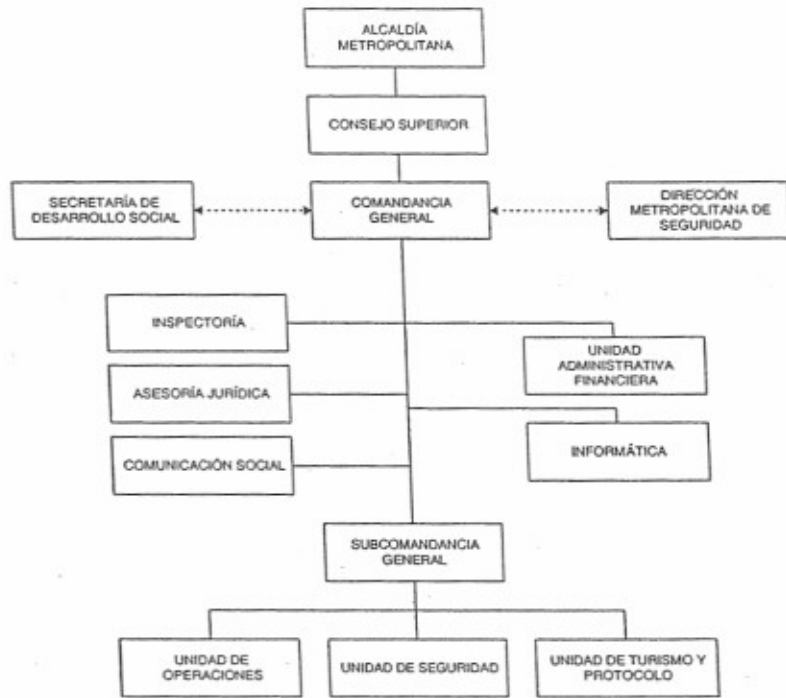 ALCALDÍA
METROPOLITANA
CONSEJO SUPERIOR
SECRETARÍA DE
DESARROLLO SOCIAL
COMANDANCIA
GENERAL
DIRECCIÓN
METROPOLITANA DE
SEGURIDAD
INSPECTORÍA
UNIDAD
ADMINISTRATIVA
FINANCIERA
ASESORÍA JURÍDICA
INFORMÁTICA
COMUNICACIÓN SOCIAL
SUBCOMANDANCIA
GENERAL
UNIDAD DE
OPERACIONES
UNIDAD DE SEGURIDAD
UNIDAD DE TURISMO Y
PROTOCOLO